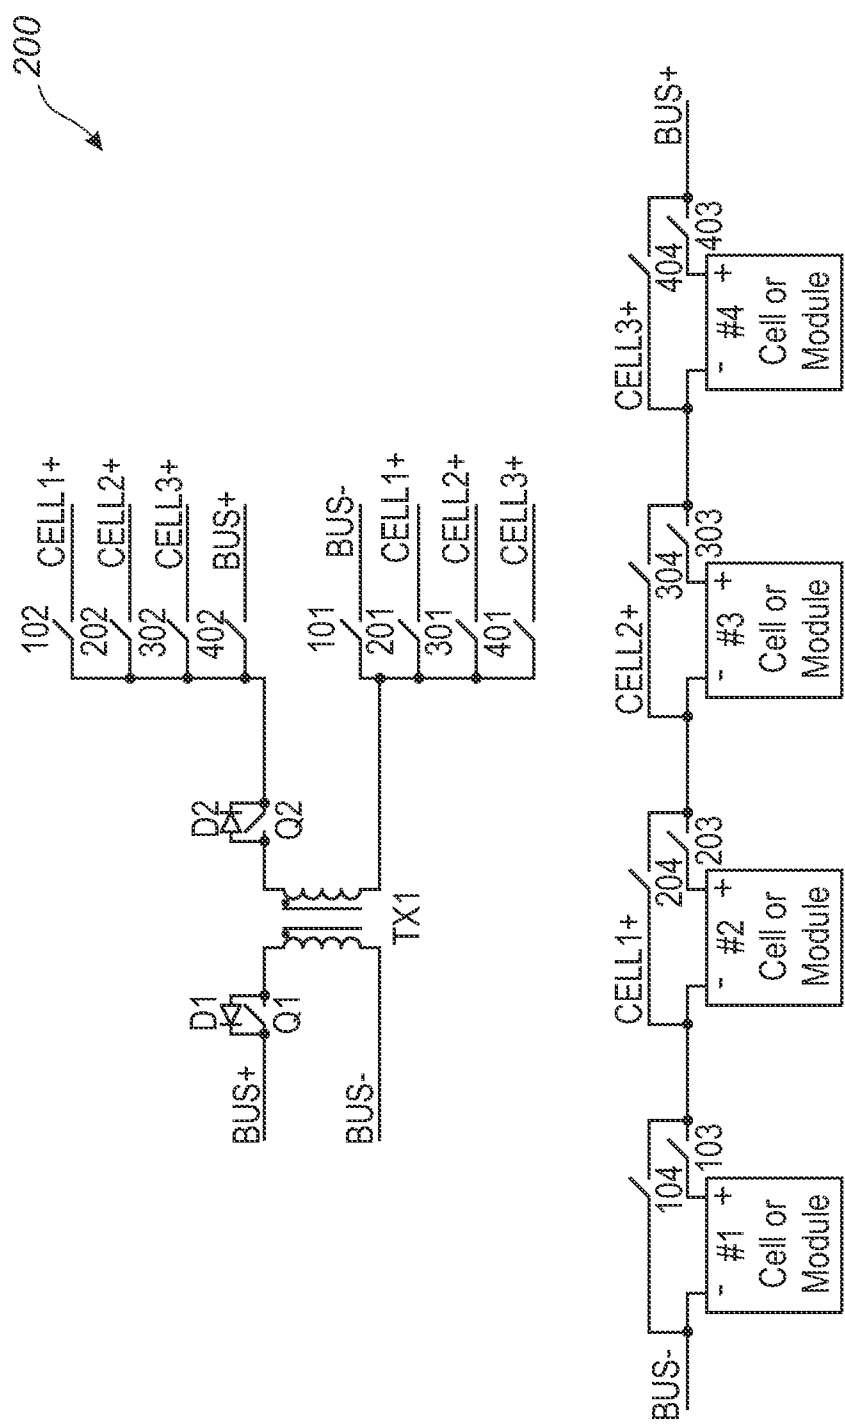 200
102
CELL1+
202
CELL2+
302
CELL3+
402
BUS+
101
BUS-
201
CELL1+
301
CELL2+
401
CELL3+
D2
Q2
TX1
D1
Q1
BUS+
BUS-
BUS-
104
103
#1
- +
Cell or
Module
CELL1+
204
203
#2
- +
Cell or
Module
CELL2+
304
303
#3
- +
Cell or
Module
CELL3+
404
403
#4
- +
Cell or
Module
BUS+